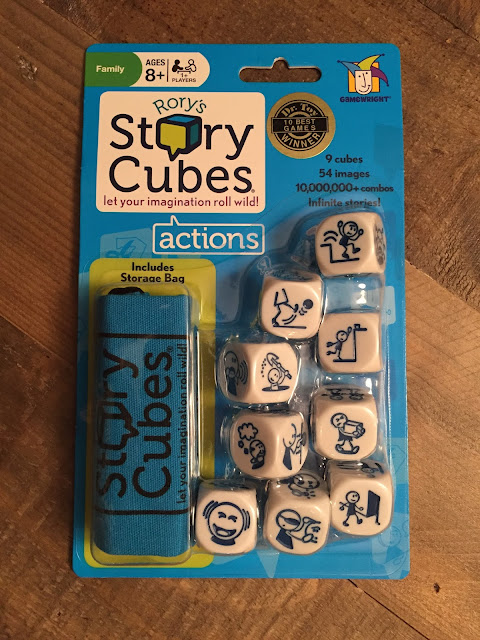 Family
AGES
8+
1+
PLAYERS
GAMEWRIGHT
Rory's
Story
Cubes®
let your imagination roll wild!
actions
Dr. Toy
10 BEST
GAMES
WINNER
9 cubes
54 images
10,000,000+ combos
Infinite stories!
Includes
Storage Bag
Story
Cubes
let your imagination roll wild!